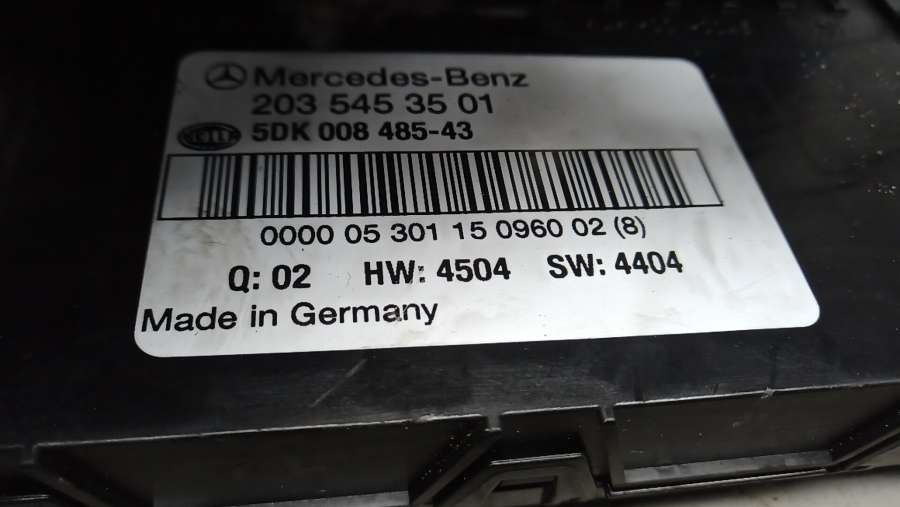 Mercedes-Benz
203 545 35 01
HELLA 5DK 008 485-43
0000 05 301 15 0960 02 (8)
Q: 02 HW: 4504 SW: 4404
Made in Germany